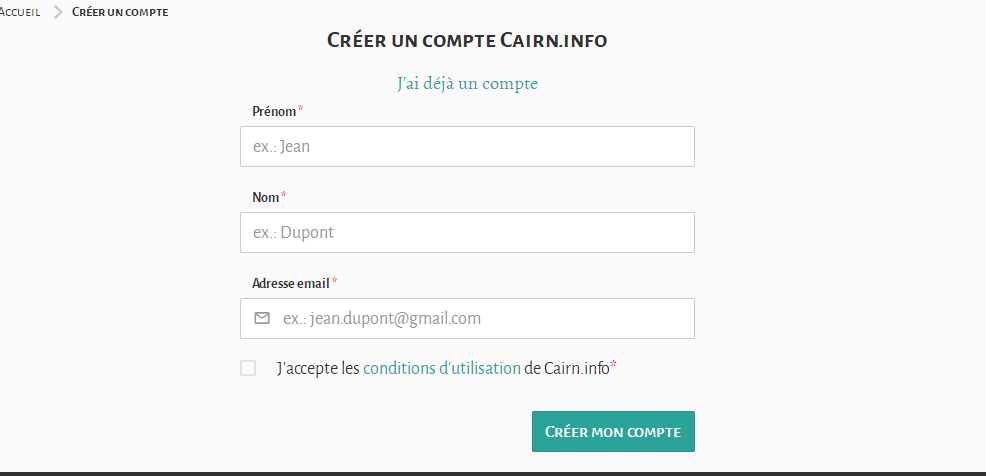 Accueil > Créer un compte
Créer un compte Cairn.info
J'ai déjà un compte
Prénom *
ex.: Jean
Nom *
ex.: Dupont
Adresse email *
ex.: jean.dupont@gmail.com
J'accepte les conditions d'utilisation de Cairn.info*
Créer mon compte